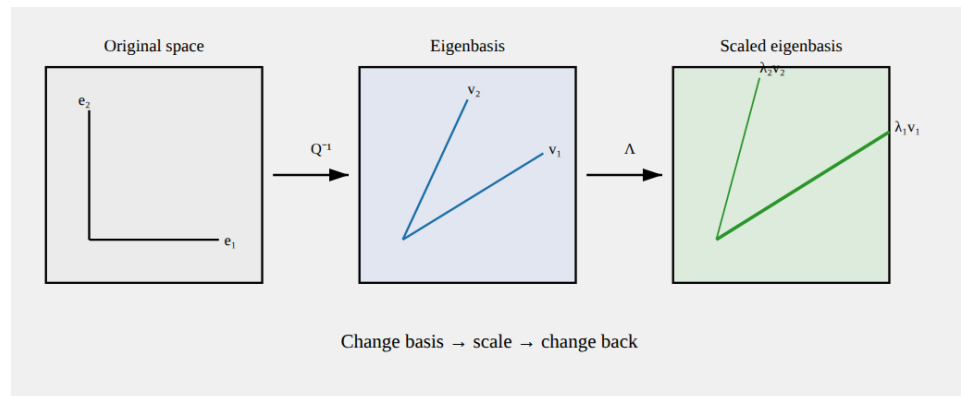 Original space
Eigenbasis
Scaled eigenbasis
e₂
e₁
Q⁻¹
v₂
v₁
Λ
λ₂v₂
λ₁v₁
Change basis → scale → change back